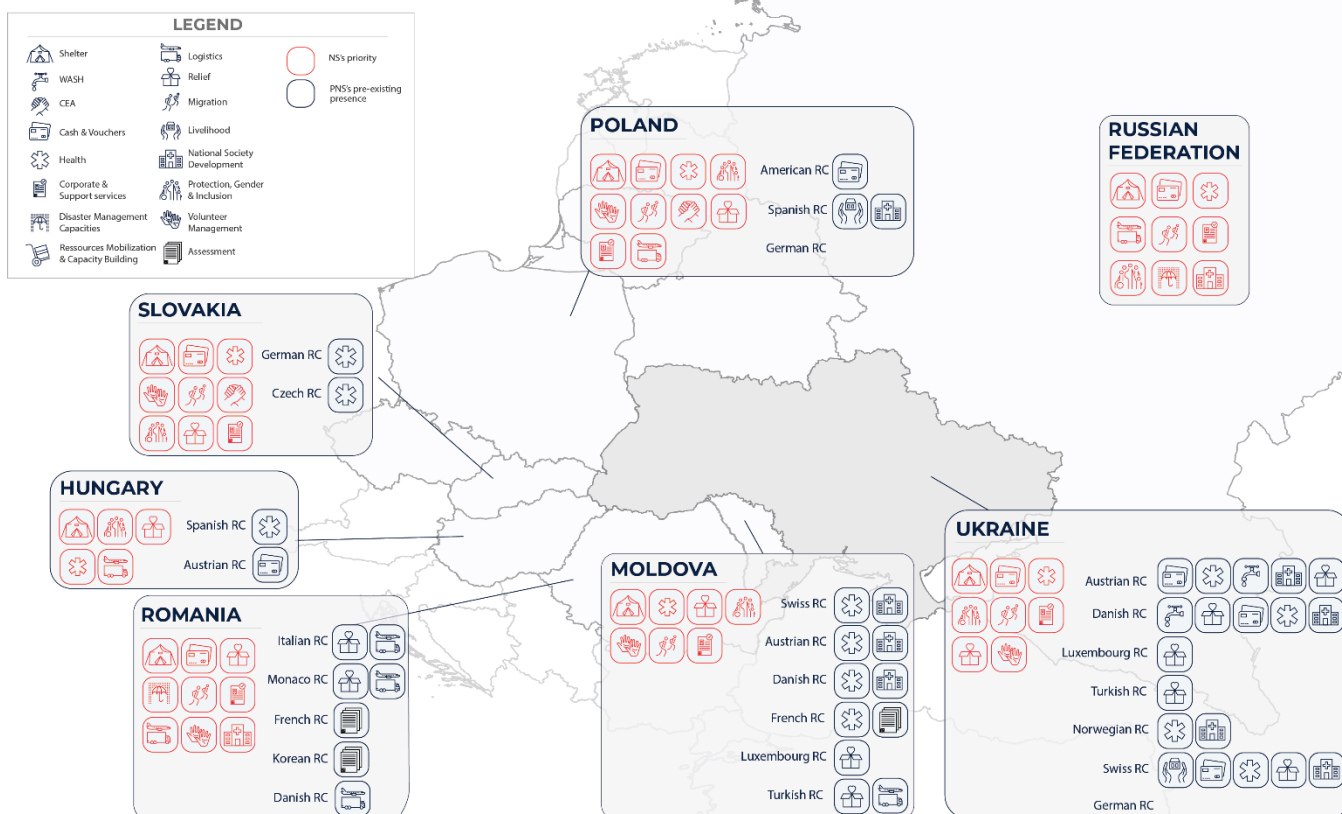 LEGEND
Shelter
WASH
CEA
Cash & Vouchers
Health
Corporate &
Support services
Disaster Management
Capacities
Ressources Mobilization
& Capacity Building
Logistics
Relief
Migration
Livelihood
National Society
Development
Protection, Gender
& Inclusion
Volunteer
Management
Assessment
NS's priority
PNS's pre-existing
presence
POLAND
American RC
Spanish RC
German RC
RUSSIAN
FEDERATION
SLOVAKIA
German RC
Czech RC
HUNGARY
Spanish RC
Austrian RC
ROMANIA
Italian RC
Monaco RC
French RC
Korean RC
Danish RC
MOLDOVA
Swiss RC
Austrian RC
Danish RC
French RC
Luxembourg RC
Turkish RC
UKRAINE
Austrian RC
Danish RC
Luxembourg RC
Turkish RC
Norwegian RC
Swiss RC
German RC